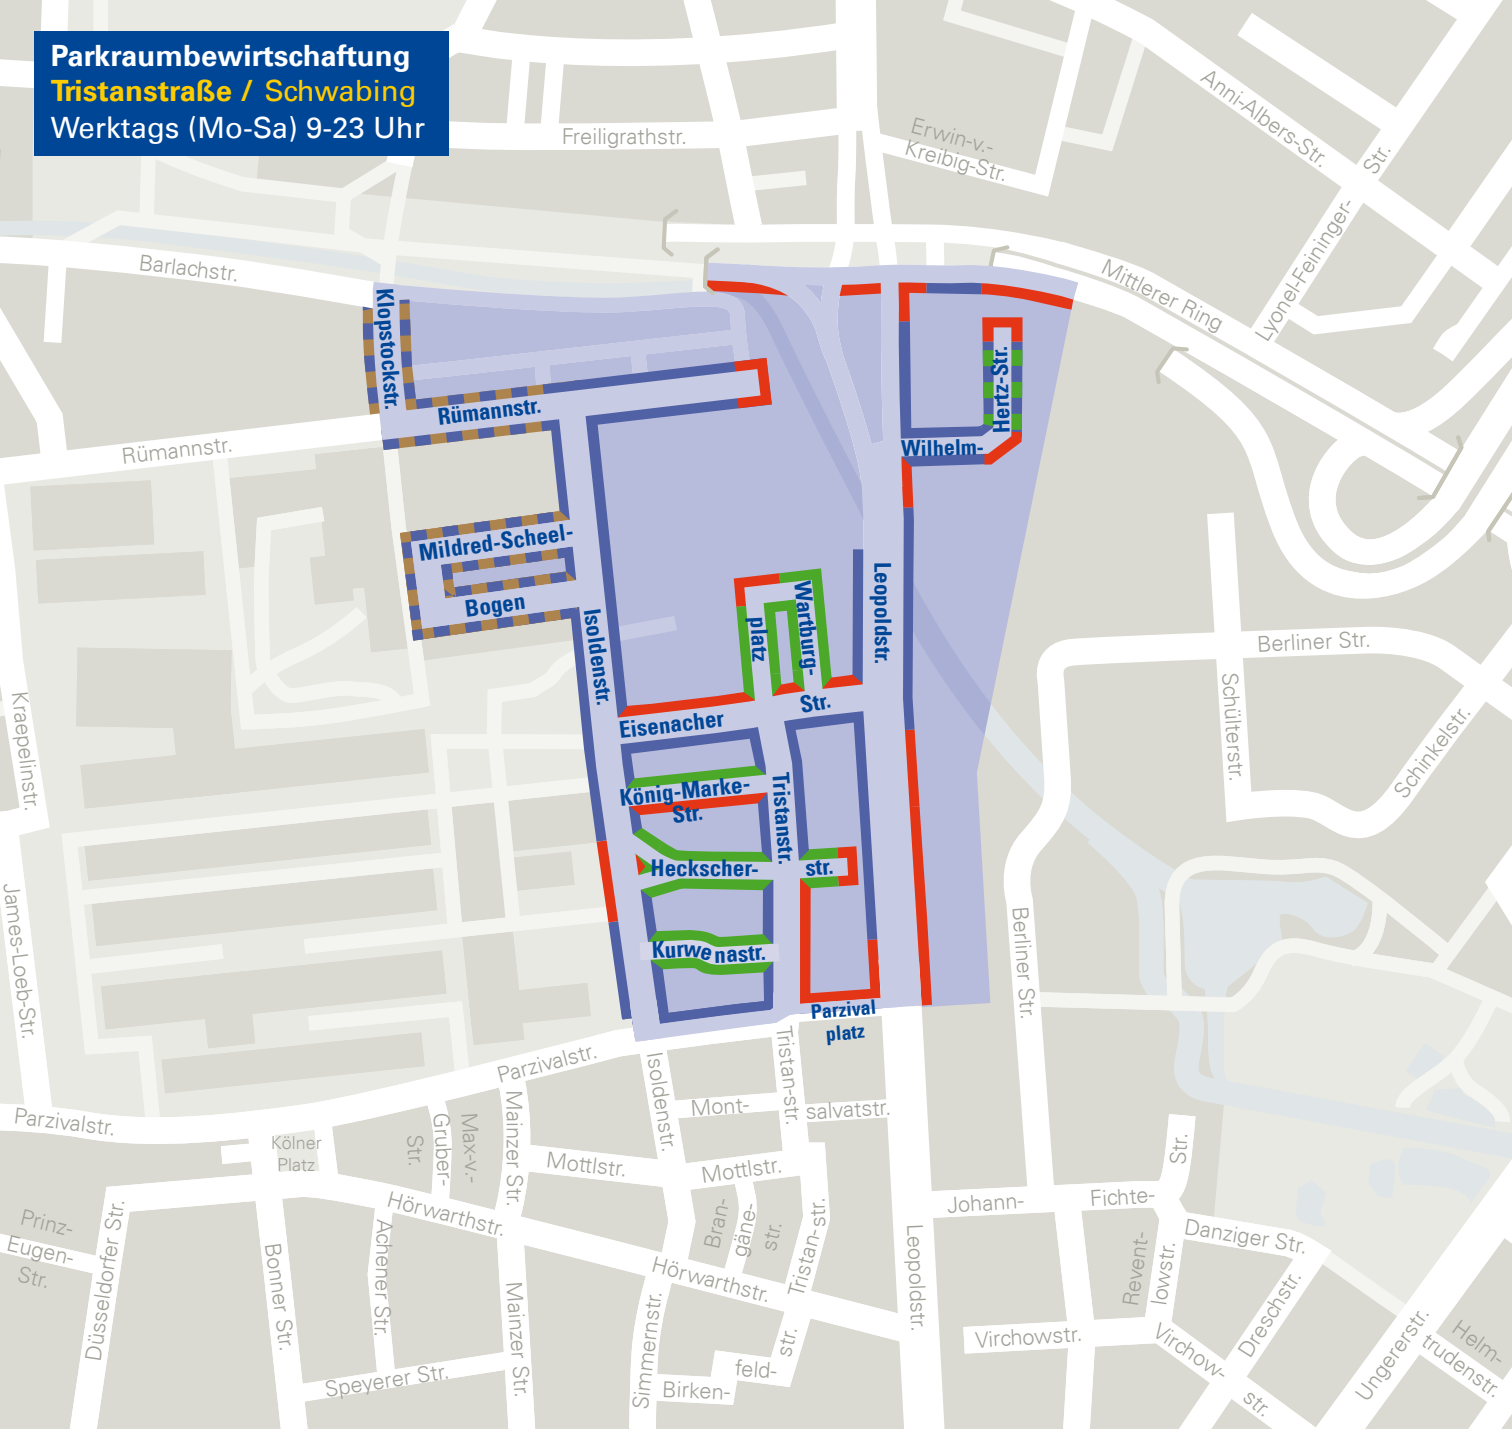 Parkraumbewirtschaftung
Tristanstraße / Schwabing
Werktags (Mo-Sa) 9-23 Uhr
Freiligrathstr.
Erwin-v.-
Kreibig-Str.
Anni-Albers-Str.
Lyonel-Feininger-
Str.
Mittlerer Ring
Barlachstr.
Klopstockstr.
Rümannstr.
Rümannstr.
Hertz-Str.
Wilhelm-
Mildred-Scheel-
Bogen
Isoldenstr.
Wartburg-
platz
Leopoldstr.
Eisenacher
Str.
König-Marke-
Str.
Tristanstr.
Heckscher-
str.
Kurwenastr.
Parzival
platz
Berliner Str.
Schülterstr.
Schinkelstr.
Berliner Str.
Kraepelinstr.
James-Loeb-Str.
Parzivalstr.
Parzivalstr.
Kölner
Platz
Str.
Gruber-
Max-v.-
Mainzer Str.
Isoldenstr.
Tristan-str.
Mont-
salvatstr.
Mottlstr.
Mottlstr.
Hörwarthstr.
Bran-
gäne-
str.
Tristan-str.
Hörwarthstr.
Prinz-
Eugen-
Str.
Düsseldorfer Str.
Bonner Str.
Achener Str.
Mainzer Str.
Speyerer Str.
Simmernstr.
Birken-
feld-
str.
Leopoldstr.
Johann-
Fichte-
Str.
Danziger Str.
Revent-
lowstr.
Virchowstr.
Virchow-
str.
Dreschstr.
Ungererstr.
Helm-
trudenstr.